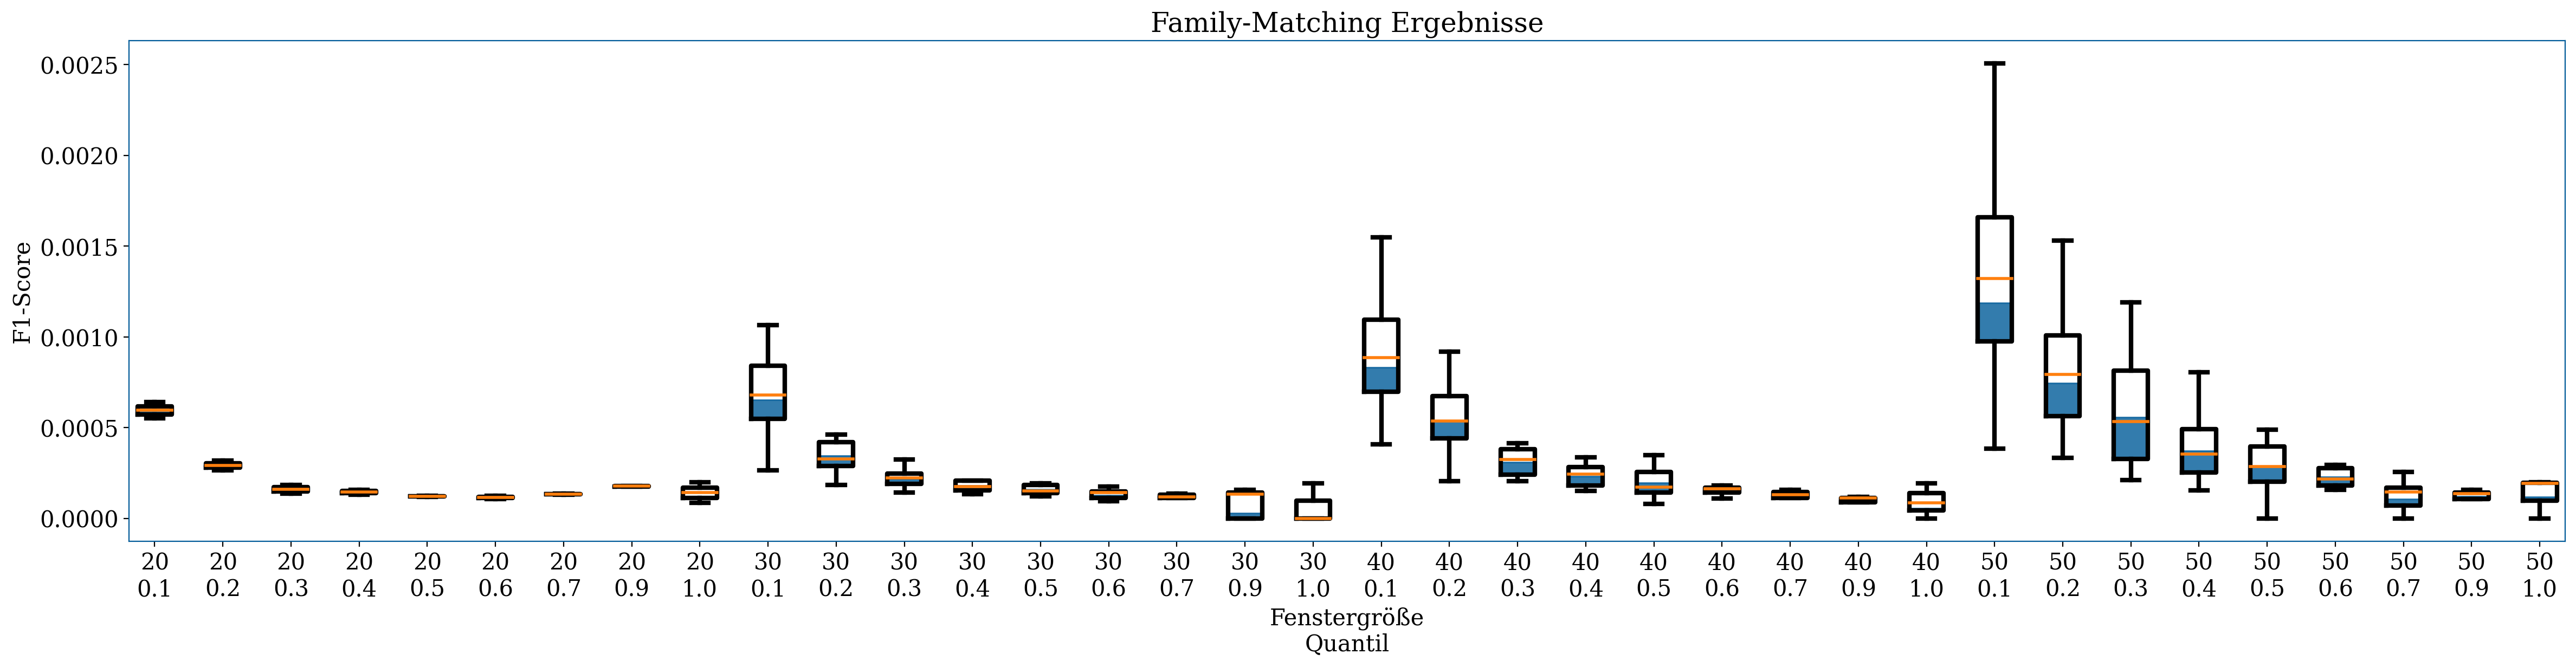 Family-Matching Ergebnisse
F1-Score
0.0025
0.0020
0.0015
0.0010
0.0005
0.0000
20 20 20 20 20 20 20 20 20 30 30 30 30 30 30 30 30 30 40 40 40 40 40 40 40 40 40 50 50 50 50 50 50 50 50 50
0.1 0.2 0.3 0.4 0.5 0.6 0.7 0.9 1.0 0.1 0.2 0.3 0.4 0.5 0.6 0.7 0.9 1.0 0.1 0.2 0.3 0.4 0.5 0.6 0.7 0.9 1.0 0.1 0.2 0.3 0.4 0.5 0.6 0.7 0.9 1.0
Fenstergröße
Quantil